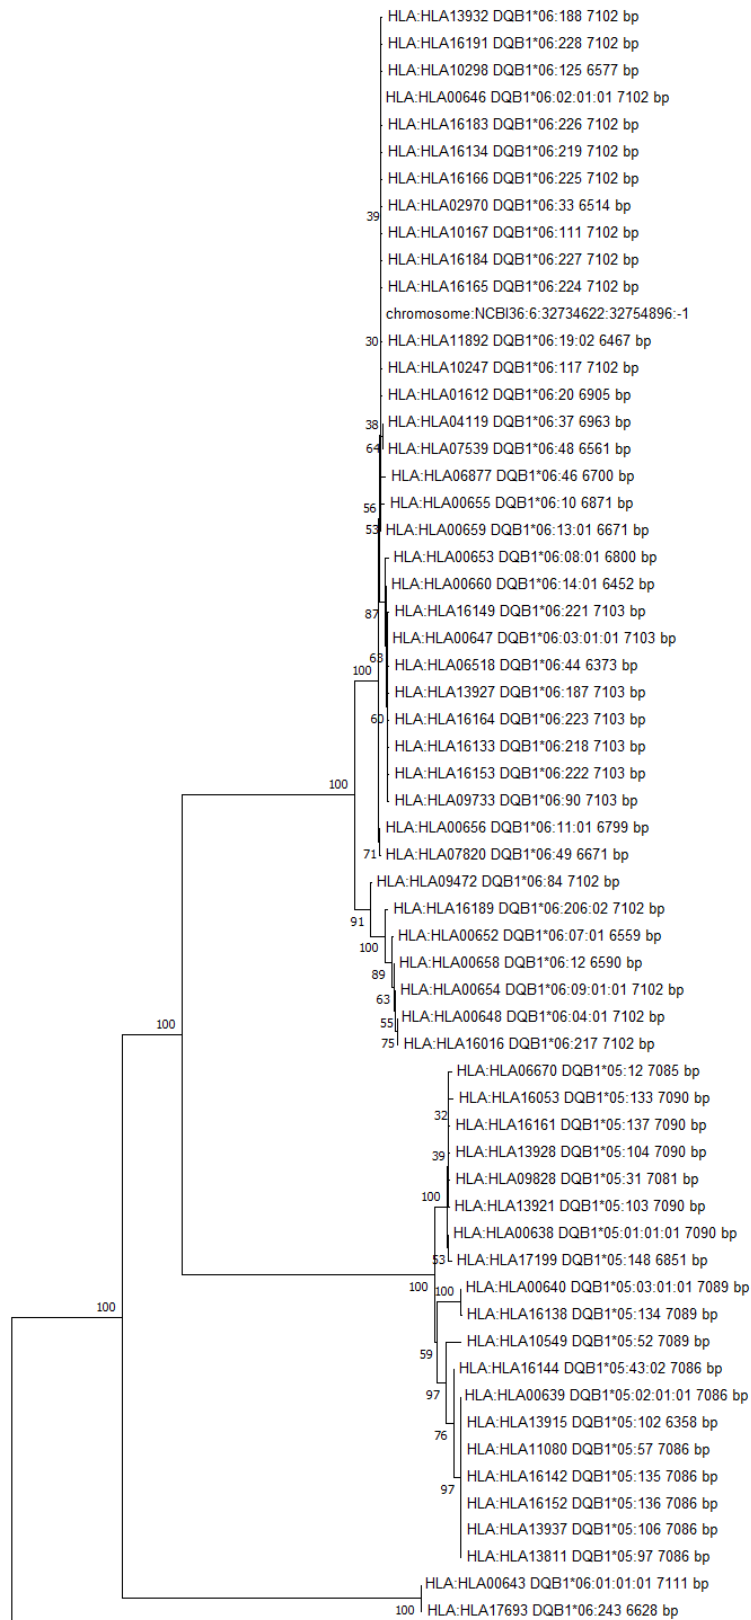 HLA:HLA13932 DQB1*06:188 7102 bp
HLA:HLA16191 DQB1*06:228 7102 bp
HLA:HLA10298 DQB1*06:125 6577 bp
HLA:HLA00646 DQB1*06:02:01:01 7102 bp
HLA:HLA16183 DQB1*06:226 7102 bp
HLA:HLA16134 DQB1*06:219 7102 bp
HLA:HLA16166 DQB1*06:225 7102 bp
HLA:HLA02970 DQB1*06:33 6514 bp
39
HLA:HLA10167 DQB1*06:111 7102 bp
HLA:HLA16184 DQB1*06:227 7102 bp
HLA:HLA16165 DQB1*06:224 7102 bp
chromosome:NCBI36:6:32734622:32754896:-1
30 HLA:HLA11892 DQB1*06:19:02 6467 bp
HLA:HLA10247 DQB1*06:117 7102 bp
HLA:HLA01612 DQB1*06:20 6905 bp
38 HLA:HLA04119 DQB1*06:37 6963 bp
64 HLA:HLA07539 DQB1*06:48 6561 bp
HLA:HLA06877 DQB1*06:46 6700 bp
56 HLA:HLA00655 DQB1*06:10 6871 bp
53 HLA:HLA00659 DQB1*06:13:01 6671 bp
HLA:HLA00653 DQB1*06:08:01 6800 bp
HLA:HLA00660 DQB1*06:14:01 6452 bp
87 HLA:HLA16149 DQB1*06:221 7103 bp
HLA:HLA00647 DQB1*06:03:01:01 7103 bp
63 HLA:HLA06518 DQB1*06:44 6373 bp
100
HLA:HLA13927 DQB1*06:187 7103 bp
60 HLA:HLA16164 DQB1*06:223 7103 bp
HLA:HLA16133 DQB1*06:218 7103 bp
HLA:HLA16153 DQB1*06:222 7103 bp
100
HLA:HLA09733 DQB1*06:90 7103 bp
HLA:HLA00656 DQB1*06:11:01 6799 bp
71 HLA:HLA07820 DQB1*06:49 6671 bp
HLA:HLA09472 DQB1*06:84 7102 bp
HLA:HLA16189 DQB1*06:206:02 7102 bp
91
HLA:HLA00652 DQB1*06:07:01 6559 bp
100
HLA:HLA00658 DQB1*06:12 6590 bp
89
HLA:HLA00654 DQB1*06:09:01:01 7102 bp
63
HLA:HLA00648 DQB1*06:04:01 7102 bp
100 55
75 HLA:HLA16016 DQB1*06:217 7102 bp
HLA:HLA06670 DQB1*05:12 7085 bp
HLA:HLA16053 DQB1*05:133 7090 bp
32
HLA:HLA16161 DQB1*05:137 7090 bp
HLA:HLA13928 DQB1*05:104 7090 bp
39
HLA:HLA09828 DQB1*05:31 7081 bp
100
HLA:HLA13921 DQB1*05:103 7090 bp
HLA:HLA00638 DQB1*05:01:01:01 7090 bp
53 HLA:HLA17199 DQB1*05:148 6851 bp
100 100 HLA:HLA00640 DQB1*05:03:01:01 7089 bp
100 HLA:HLA16138 DQB1*05:134 7089 bp
HLA:HLA10549 DQB1*05:52 7089 bp
59
HLA:HLA16144 DQB1*05:43:02 7086 bp
97 HLA:HLA00639 DQB1*05:02:01:01 7086 bp
HLA:HLA13915 DQB1*05:102 6358 bp
76
HLA:HLA11080 DQB1*05:57 7086 bp
HLA:HLA16142 DQB1*05:135 7086 bp
97
HLA:HLA16152 DQB1*05:136 7086 bp
HLA:HLA13937 DQB1*05:106 7086 bp
HLA:HLA13811 DQB1*05:97 7086 bp
HLA:HLA00643 DQB1*06:01:01:01 7111 bp
100 HLA:HLA17693 DQB1*06:243 6628 bp